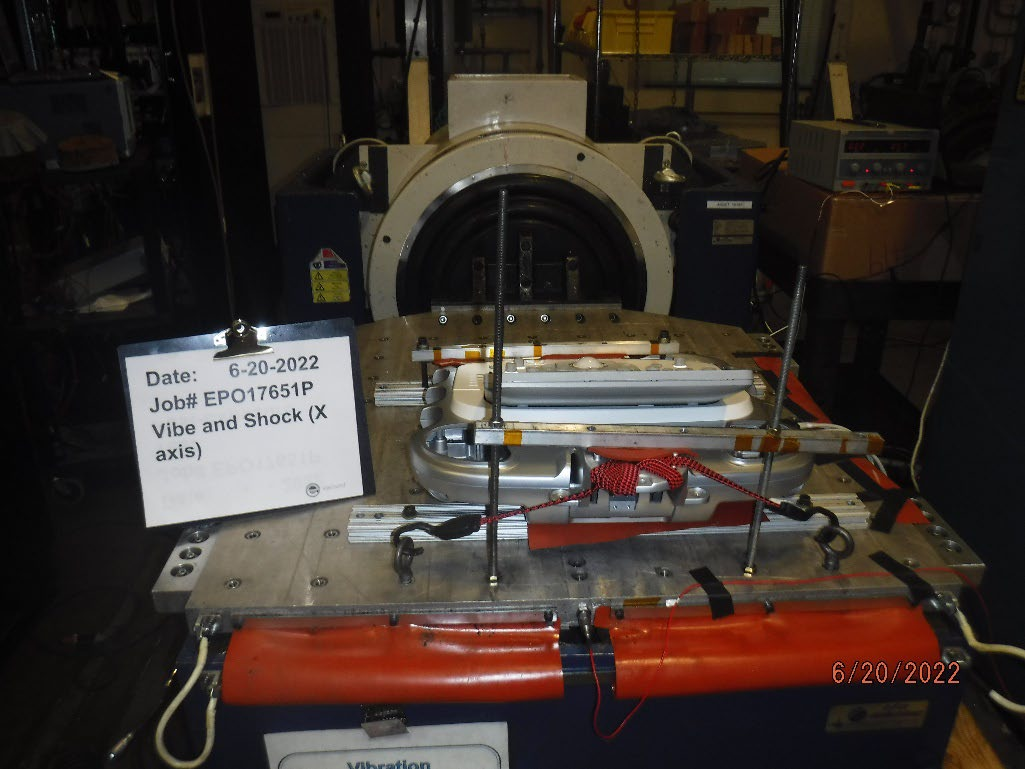 Date: 6-20-2022
Job# EPO17651P
Vibe and Shock (X
axis)
6/20/2022
Vibration